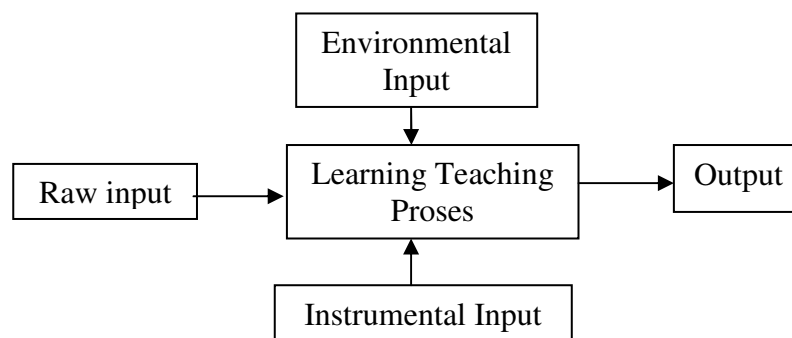 Environmental
Input
Raw input
Learning Teaching
Proses
Output
Instrumental Input